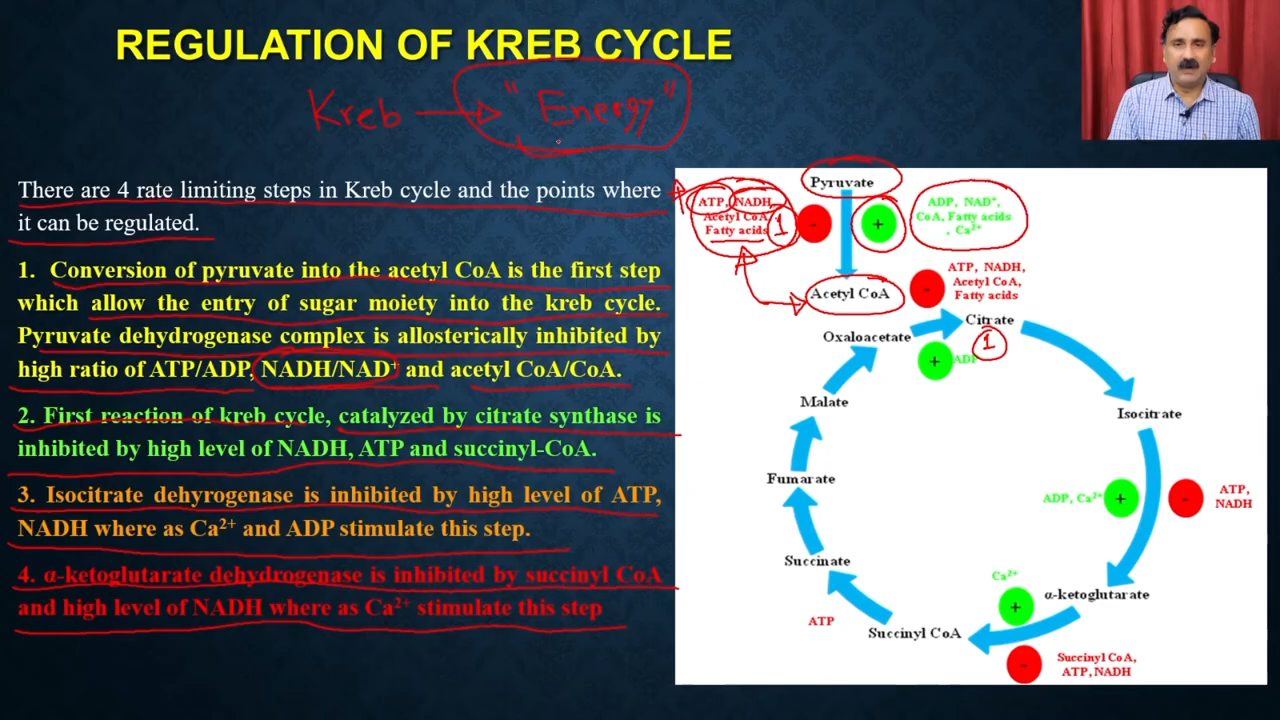 REGULATION OF KREB CYCLE
Kreb → "Energy"
There are 4 rate limiting steps in Kreb cycle and the points where
it can be regulated.
1. Conversion of pyruvate into the acetyl CoA is the first step
which allow the entry of sugar moiety into the kreb cycle.
Pyruvate dehydrogenase complex is allosterically inhibited by
high ratio of ATP/ADP, NADH/NAD⁺ and acetyl CoA/CoA.
2. First reaction of kreb cycle, catalyzed by citrate synthase is
inhibited by high level of NADH, ATP and succinyl-CoA.
3. Isocitrate dehyrogenase is inhibited by high level of ATP,
NADH where as Ca²⁺ and ADP stimulate this step.
4. α-ketoglutarate dehydrogenase is inhibited by succinyl CoA
and high level of NADH where as Ca²⁺ stimulate this step
Pyruvate
ATP, NADH,
Acetyl CoA
Fatty acids
1
-
+
ADP, NAD⁺,
CoA, Fatty acids
, Ca²⁺
Acetyl CoA
-
ATP, NADH,
Acetyl CoA,
Fatty acids
Oxaloacetate
Citrate
1
+
ADP
Malate
Isocitrate
Fumarate
ADP, Ca²⁺
+
-
ATP,
NADH
Succinate
Ca²⁺
+
α-ketoglutarate
ATP
Succinyl CoA
-
Succinyl CoA,
ATP, NADH